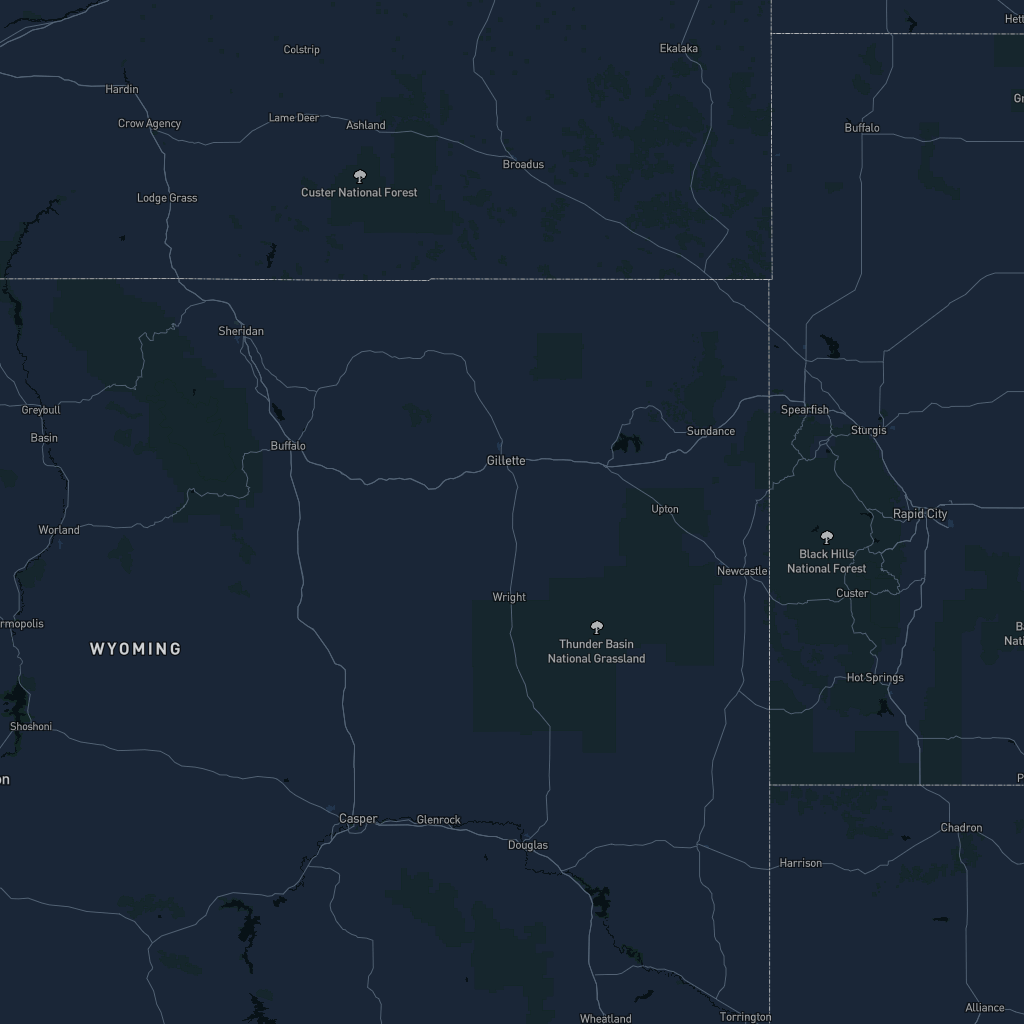 Hett
Colstrip
Ekalaka
Hardin
Gr
Crow Agency
Lame Deer
Ashland
Buffalo
Broadus
Custer National Forest
Lodge Grass
Sheridan
Greybull
Spearfish
Basin
Sturgis
Sundance
Buffalo
Gillette
Upton
Rapid City
Worland
Black Hills
National Forest
Newcastle
Custer
Wright
rmopolis
Ba
Nati
WYOMING
Thunder Basin
National Grassland
Hot Springs
Shoshoni
on
P
Casper
Glenrock
Chadron
Douglas
Harrison
Alliance
Wheatland
Torrington